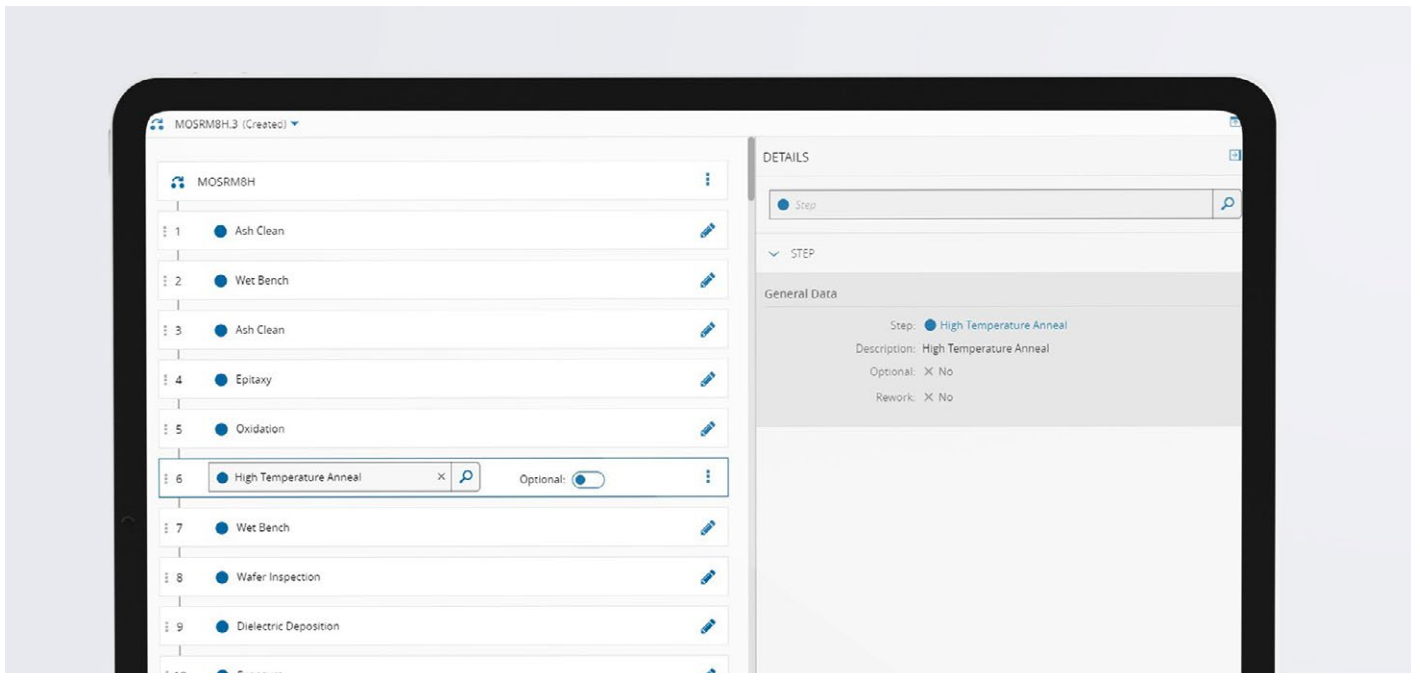 MOSRM8H.3 (Created)
MOSRM8H
1 Ash Clean
2 Wet Bench
3 Ash Clean
4 Epitaxy
5 Oxidation
6 High Temperature Anneal × Optional:
7 Wet Bench
8 Wafer Inspection
9 Dielectric Deposition
DETAILS
Step
STEP
General Data
Step: High Temperature Anneal
Description: High Temperature Anneal
Optional: × No
Rework: × No